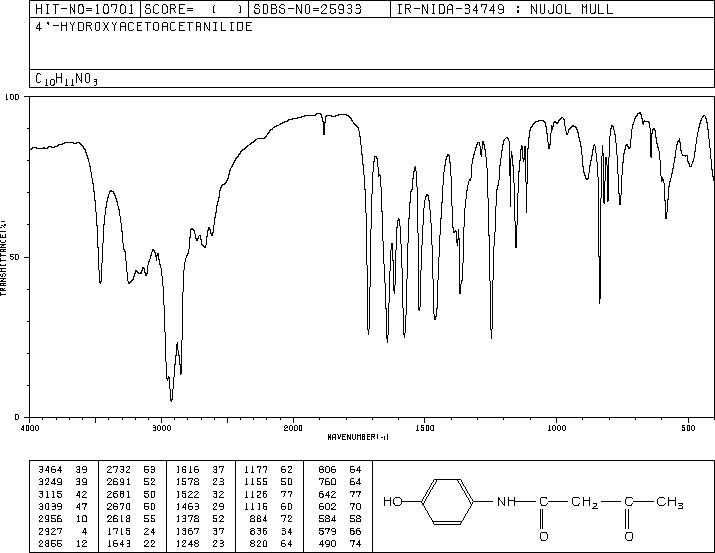 HIT-NO=10701 SCORE= ( ) SDBS-NO=25933 IR-NIDA-34749 : NUJOL MULL
4'-HYDROXYACETOACETANILIDE
C10H11NO3
100
50
0
TRANSMITTANCE(%)
4000 3000 2000 1500 1000 500
WAVENUMBER(-1)
3464 39 2732 53 1616 37 1177 62 806 64
3249 39 2691 52 1578 23 1155 50 760 64
3115 42 2681 50 1522 32 1126 77 642 77
3039 47 2670 50 1463 29 1116 60 602 70
2956 10 2618 55 1378 52 884 72 584 58
2927 4 1715 24 1367 37 836 34 579 66
2855 12 1643 22 1248 23 820 64 490 74
HO NH C CH2 C CH3
O O